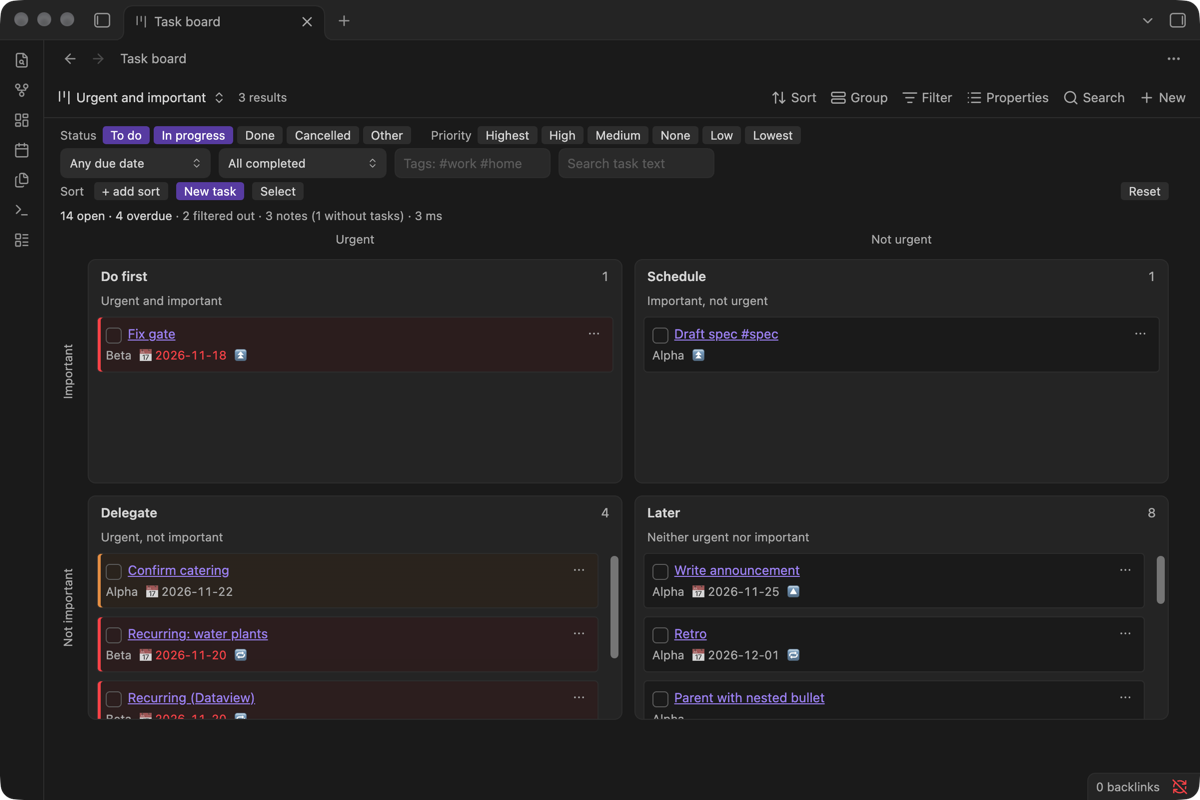 Task board
Task board
Urgent and important 3 results Sort Group Filter Properties Search New
Status To do In progress Done Cancelled Other Priority Highest High Medium None Low Lowest
Any due date All completed Tags: #work #home Search task text
Sort + add sort New task Select Reset
14 open · 4 overdue · 2 filtered out · 3 notes (1 without tasks) · 3 ms
Urgent Not urgent
Important
Do first 1
Urgent and important
Fix gate
Beta 📅 2026-11-18 ⏫
Schedule 1
Important, not urgent
Draft spec #spec
Alpha ⏫
Not important
Delegate 4
Urgent, not important
Confirm catering
Alpha 📅 2026-11-22
Recurring: water plants
Beta 📅 2026-11-20 🔁
Recurring (Dataview)
Beta 📅 2026-11-20 🔁
Later 8
Neither urgent nor important
Write announcement
Alpha 📅 2026-11-25 🔼
Retro
Alpha 📅 2026-12-01 🔁
Parent with nested bullet
Alpha
0 backlinks